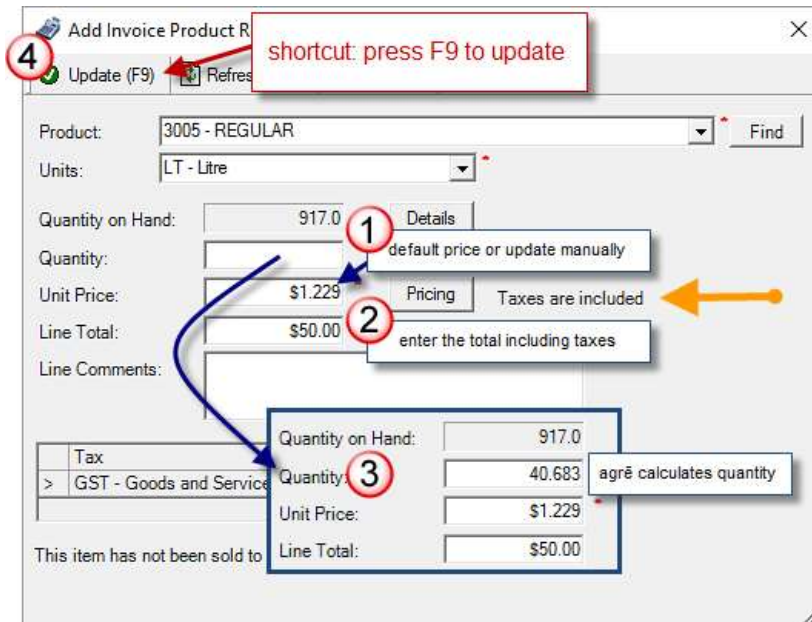 Add Invoice Product R
shortcut: press F9 to update
4
Update (F9)
Refres
Product:
3005 - REGULAR
Find
Units:
LT - Litre
Quantity on Hand:
917.0
Details
1
default price or update manually
Quantity:
Unit Price:
$1.229
Pricing
Taxes are included
2
enter the total including taxes
Line Total:
$50.00
Line Comments:
Quantity on Hand:
917.0
Tax
> GST - Goods and Service
Quantity:
3
40.683
agrē calculates quantity
Unit Price:
$1.229
This item has not been sold to
Line Total:
$50.00